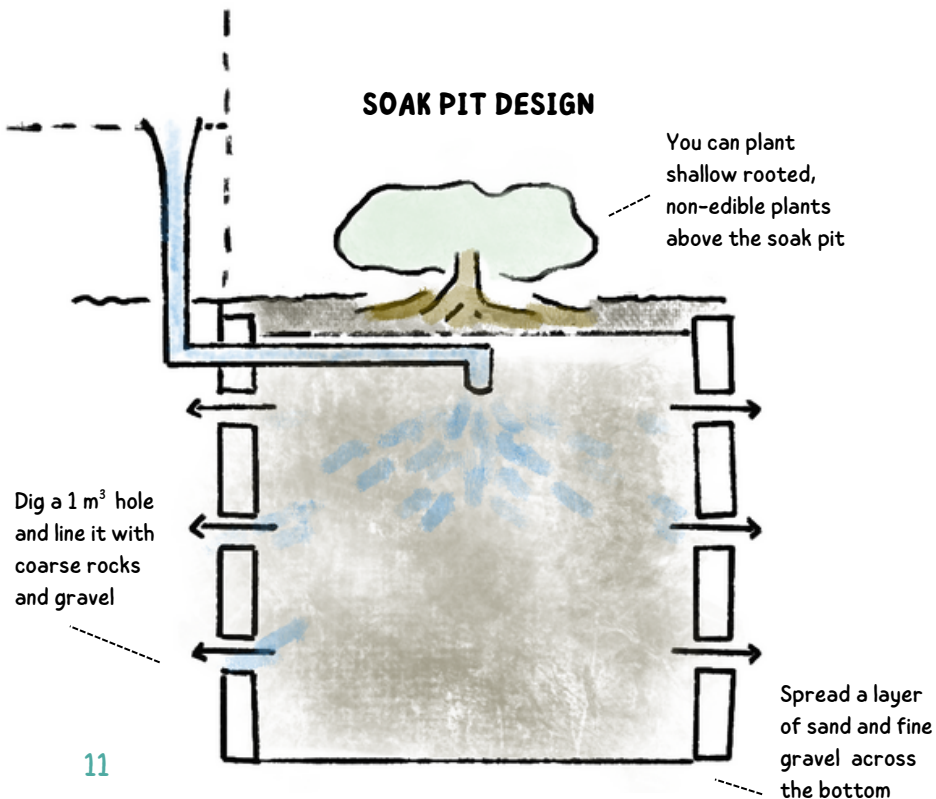 SOAK PIT DESIGN
You can plant
shallow rooted,
non-edible plants
above the soak pit
Dig a 1 m³ hole
and line it with
coarse rocks
and gravel
Spread a layer
of sand and fine
gravel across
the bottom
11